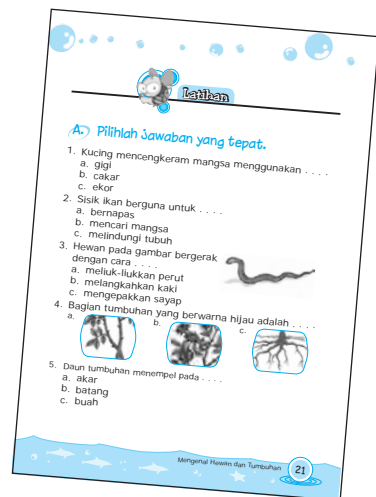 Latihan
A. Pilihlah jawaban yang tepat.
1. Kucing mencengkeram mangsa menggunakan . . . .
a. gigi
b. cakar
c. ekor
2. Sisik ikan berguna untuk . . . .
a. bernapas
b. mencari mangsa
c. melindungi tubuh
3. Hewan pada gambar bergerak
dengan cara . . . .
a. meliuk-liukkan perut
b. melangkahkan kaki
c. mengepakkan sayap
4. Bagian tumbuhan yang berwarna hijau adalah . . . .
a. b. c.
5. Daun tumbuhan menempel pada . . . .
a. akar
b. batang
c. buah
Mengenal Hewan dan Tumbuhan 21